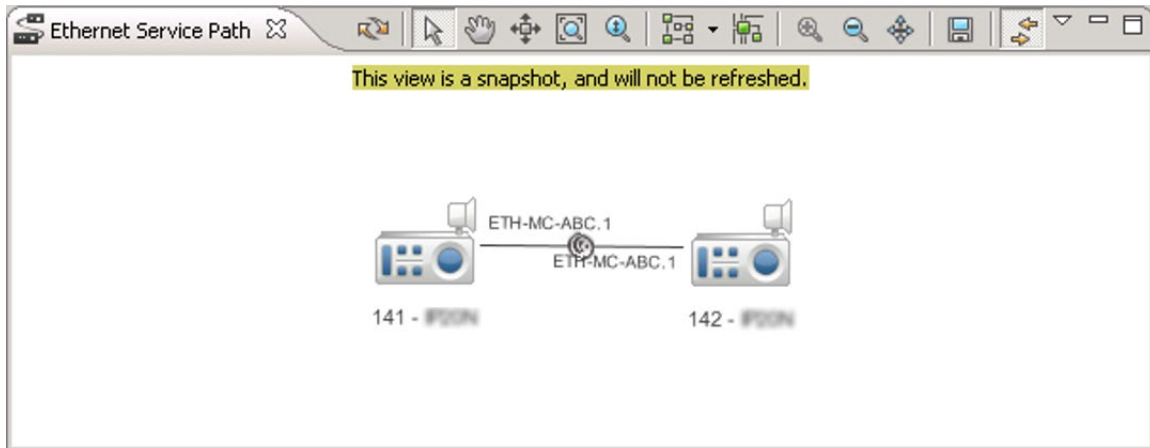 Ethernet Service Path
This view is a snapshot, and will not be refreshed.
ETH-MC-ABC.1
ETH-MC-ABC.1
141 -
142 -